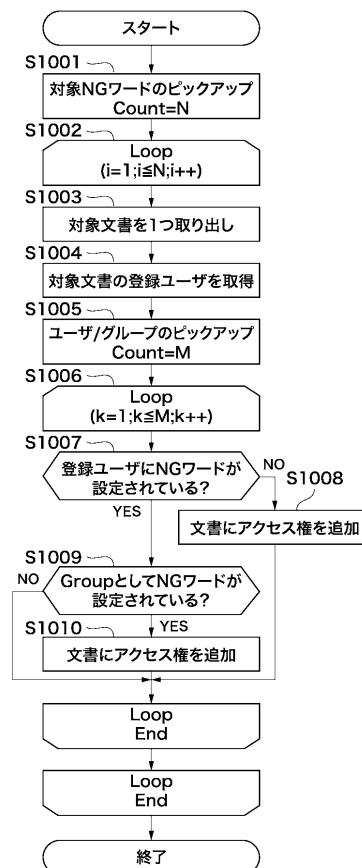 スタート
S1001
対象NGワードのピックアップ
Count=N
S1002
Loop
(i=1;i≦N;i++)
S1003
対象文書を1つ取り出し
S1004
対象文書の登録ユーザを取得
S1005
ユーザ/グループのピックアップ
Count=M
S1006
Loop
(k=1;k≦M;k++)
S1007
登録ユーザにNGワードが
設定されている?
NO
S1008
YES
文書にアクセス権を追加
S1009
NO
GroupとしてNGワードが
設定されている?
S1010
YES
文書にアクセス権を追加
Loop
End
Loop
End
終了